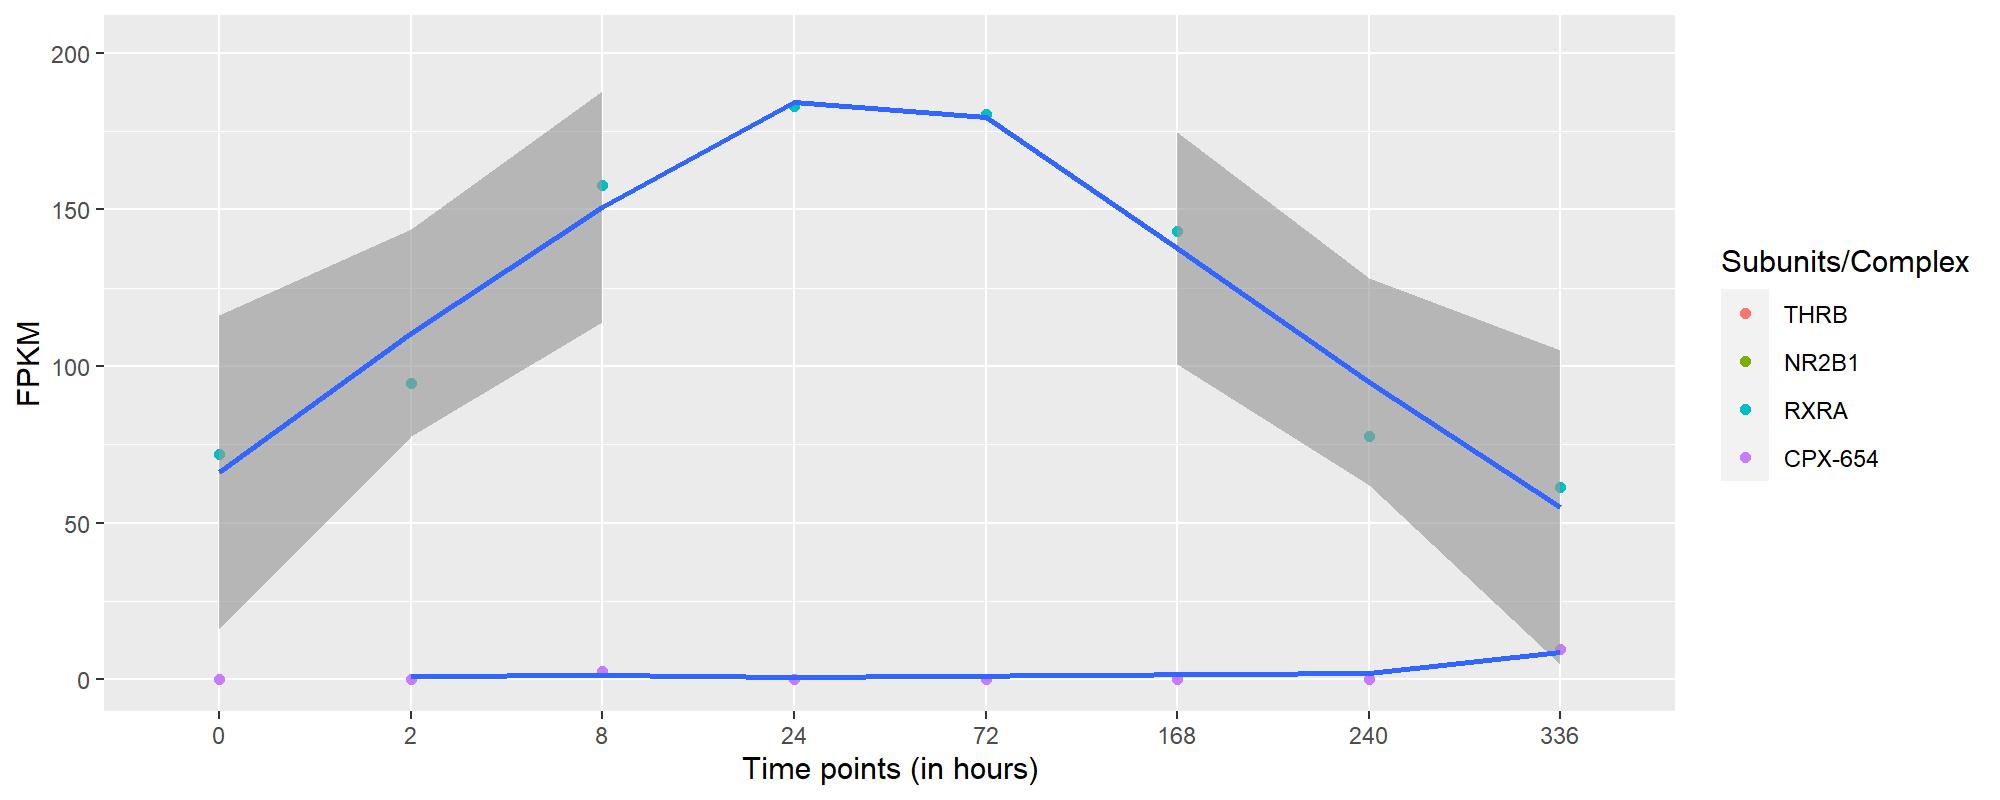 200
150
100
50
0
FPKM
0 2 8 24 72 168 240 336
Time points (in hours)
Subunits/Complex
THRB
NR2B1
RXRA
CPX-654